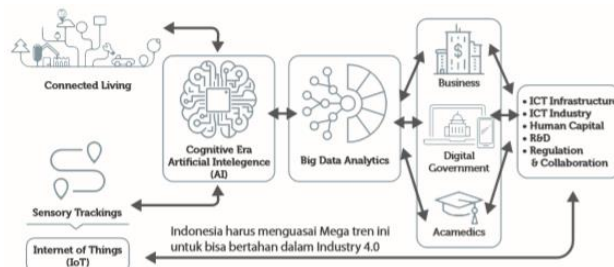 Connected Living
Sensory Trackings
Internet of Things
(IoT)
Cognitive Era
Artificial Intelegence
(AI)
Big Data Analytics
Business
Digital
Government
Acamedics
• ICT Infrastructur
• ICT Industry
• Human Capital
• R&D
• Regulation
& Collaboration
Indonesia harus menguasai Mega tren ini
untuk bisa bertahan dalam Industry 4.0